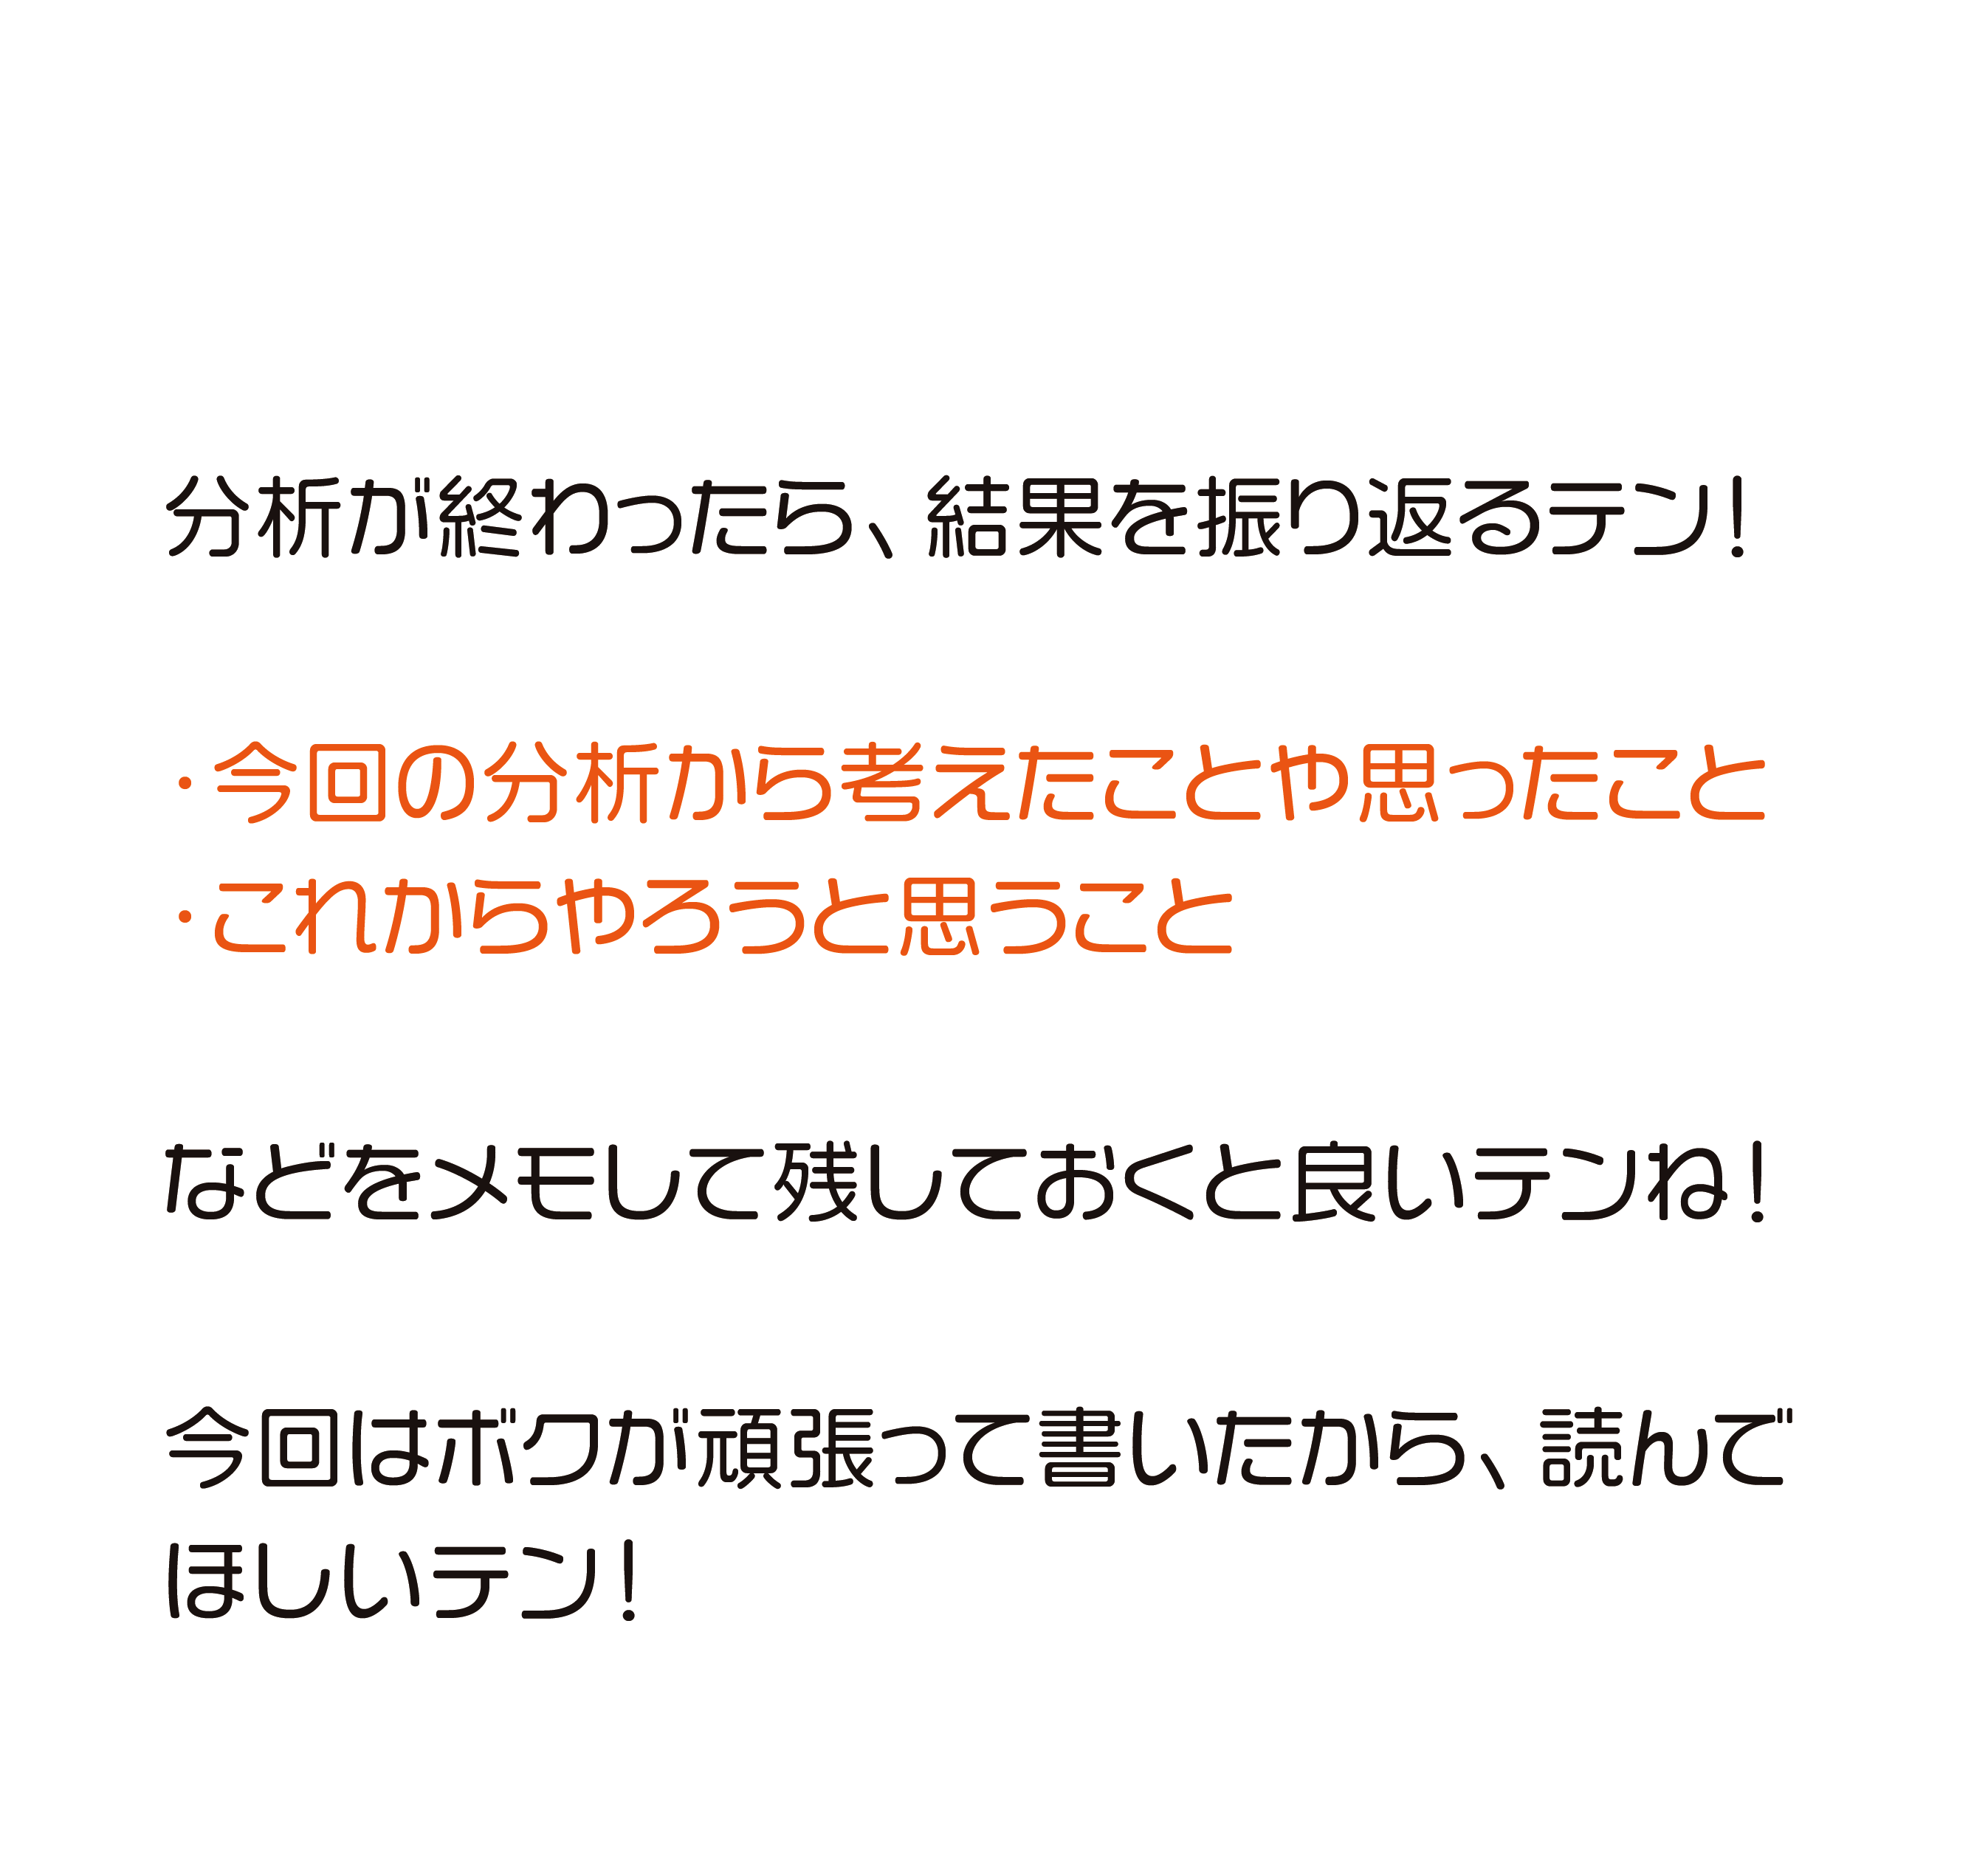 分析が終わったら、結果を振り返るテン！
・今回の分析から考えたことや思ったこと
・これからやろうと思うこと
などをメモして残しておくと良いテンね！
今回はボクが頑張って書いたから、読んで
ほしいテン！